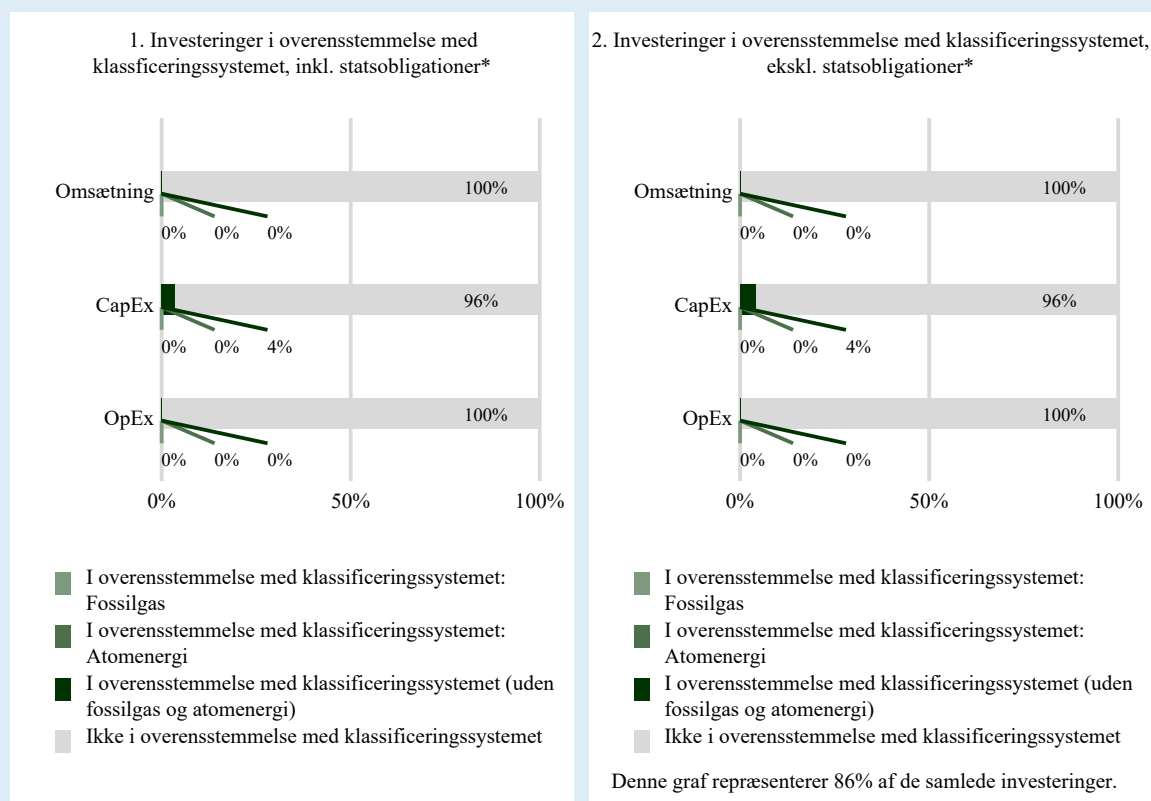 1. Investeringer i overensstemmelse med
klassficeringssystemet, inkl. statsobligationer*
Omsætning
100%
0% 0% 0%
CapEx
96%
0% 0% 4%
OpEx
100%
0% 0% 0%
0% 50% 100%
I overensstemmelse med klassificeringssystemet:
Fossilgas
I overensstemmelse med klassificeringssystemet:
Atomenergi
I overensstemmelse med klassificeringssystemet (uden
fossilgas og atomenergi)
Ikke i overensstemmelse med klassificeringssystemet
2. Investeringer i overensstemmelse med klassificeringssystemet,
ekskl. statsobligationer*
Omsætning
100%
0% 0% 0%
CapEx
96%
0% 0% 4%
OpEx
100%
0% 0% 0%
0% 50% 100%
I overensstemmelse med klassificeringssystemet:
Fossilgas
I overensstemmelse med klassificeringssystemet:
Atomenergi
I overensstemmelse med klassificeringssystemet (uden
fossilgas og atomenergi)
Ikke i overensstemmelse med klassificeringssystemet
Denne graf repræsenterer 86% af de samlede investeringer.